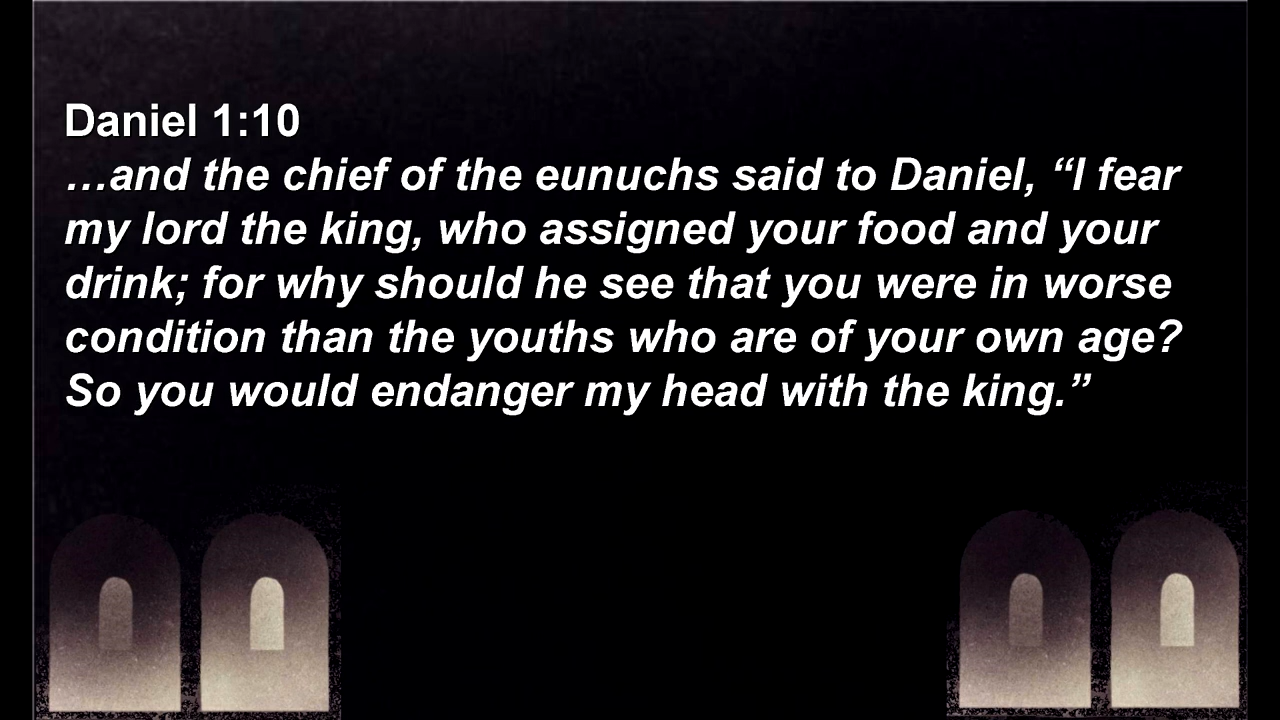 Daniel 1:10
…and the chief of the eunuchs said to Daniel, “I fear
my lord the king, who assigned your food and your
drink; for why should he see that you were in worse
condition than the youths who are of your own age?
So you would endanger my head with the king.”